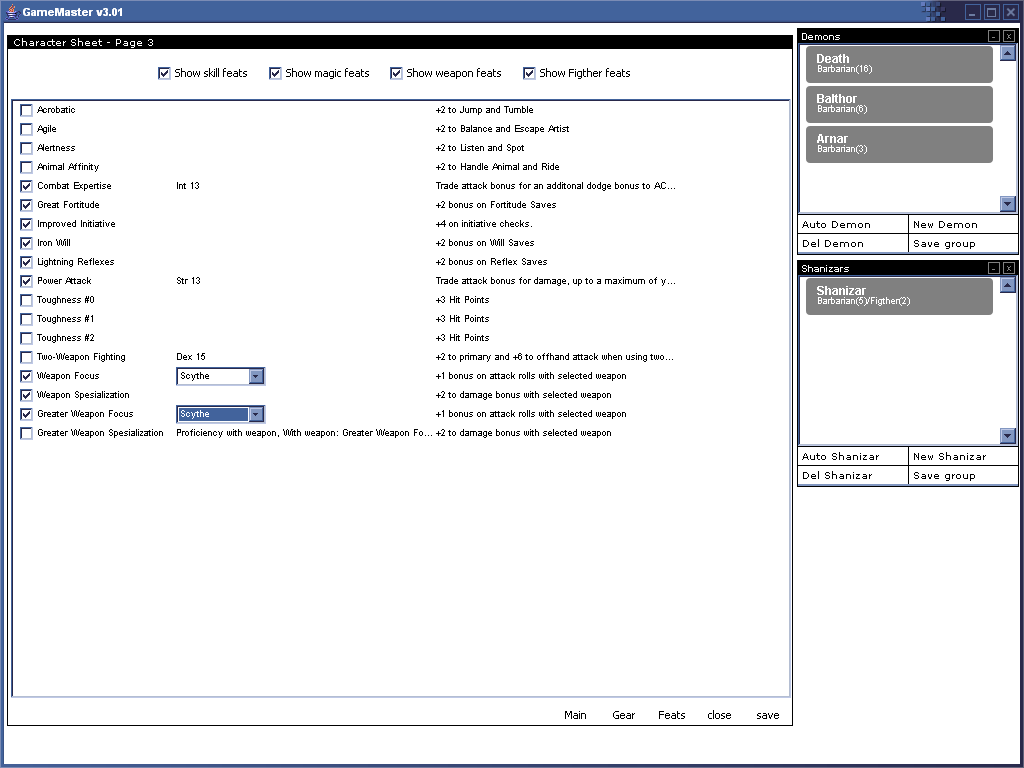 GameMaster v3.01
Character Sheet - Page 3
Show skill feats Show magic feats Show weapon feats Show Figther feats
Acrobatic +2 to Jump and Tumble
Agile +2 to Balance and Escape Artist
Alertness +2 to Listen and Spot
Animal Affinity +2 to Handle Animal and Ride
Combat Expertise Int 13 Trade attack bonus for an additonal dodge bonus to AC...
Great Fortitude +2 bonus on Fortitude Saves
Improved Initiative +4 on initiative checks.
Iron Will +2 bonus on Will Saves
Lightning Reflexes +2 bonus on Reflex Saves
Power Attack Str 13 Trade attack bonus for damage, up to a maximum of y...
Toughness #0 +3 Hit Points
Toughness #1 +3 Hit Points
Toughness #2 +3 Hit Points
Two-Weapon Fighting Dex 15 +2 to primary and +6 to offhand attack when using two...
Weapon Focus Scythe +1 bonus on attack rolls with selected weapon
Weapon Spesialization +2 to damage bonus with selected weapon
Greater Weapon Focus Scythe +1 bonus on attack rolls with selected weapon
Greater Weapon Spesialization Proficiency with weapon, With weapon: Greater Weapon Fo... +2 to damage bonus with selected weapon
Main Gear Feats close save
Demons
Death
Barbarian(16)
Balthor
Barbarian(6)
Arnar
Barbarian(3)
Auto Demon New Demon
Del Demon Save group
Shanizars
Shanizar
Barbarian(5)/Figther(2)
Auto Shanizar New Shanizar
Del Shanizar Save group